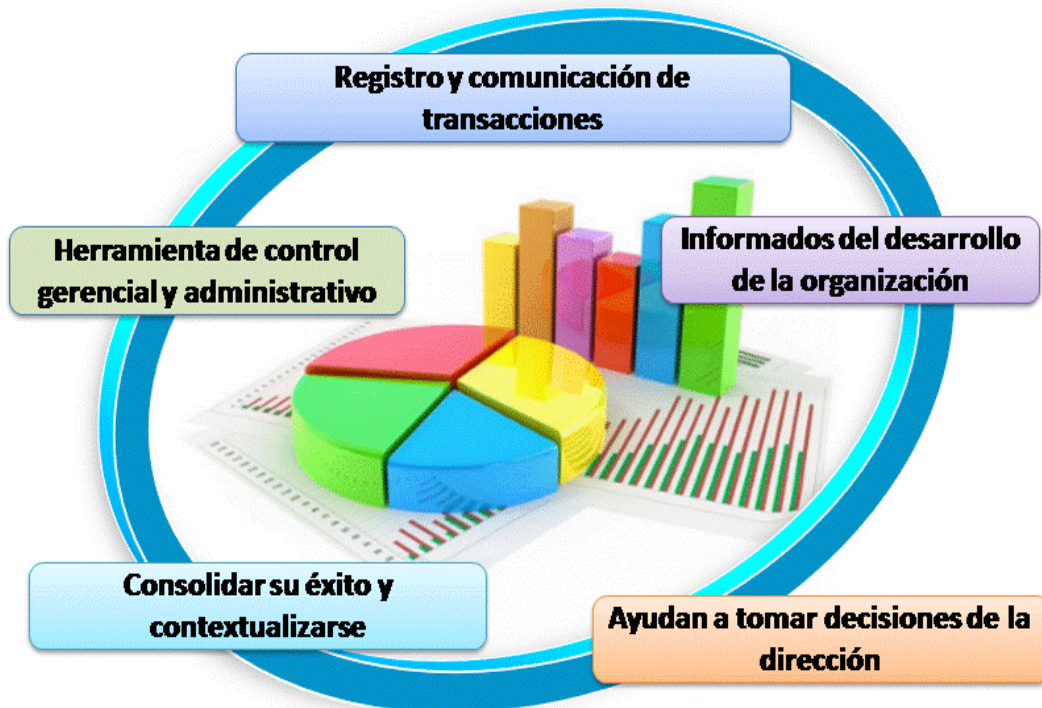 Registro y comunicación de
transacciones
Herramienta de control
gerencial y administrativo
Informados del desarrollo
de la organización
Consolidar su éxito y
contextualizarse
Ayudan a tomar decisiones de la
dirección